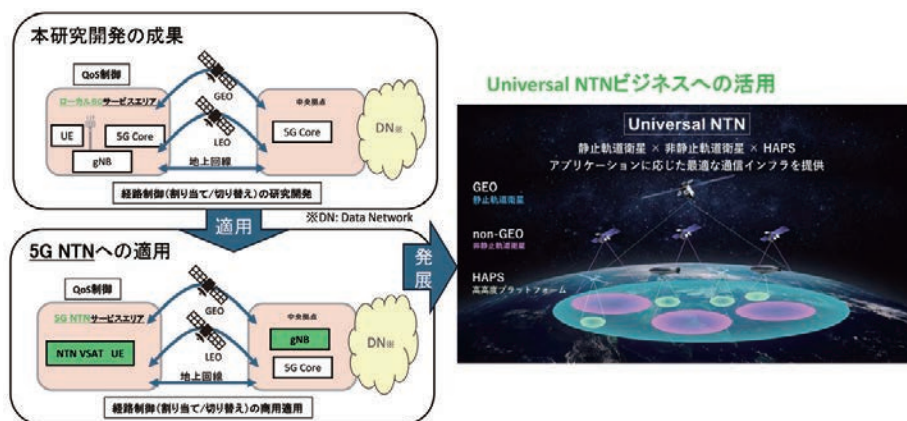 本研究開発の成果
QoS制御
ローカル5Gサービスエリア
UE
5G Core
gNB
GEO
LEO
地上回線
中央拠点
5G Core
DN※
経路制御(割り当て/切り替え)の研究開発
適用
※DN: Data Network
5G NTNへの適用
QoS制御
5G NTNサービスエリア
NTN VSAT UE
GEO
LEO
地上回線
中央拠点
gNB
5G Core
DN※
経路制御(割り当て/切り替え)の商用適用
発展
Universal NTNビジネスへの活用
Universal NTN
静止軌道衛星 × 非静止軌道衛星 × HAPS
アプリケーションに応じた最適な通信インフラを提供
GEO
静止軌道衛星
non-GEO
非静止軌道衛星
HAPS
高高度プラットフォーム